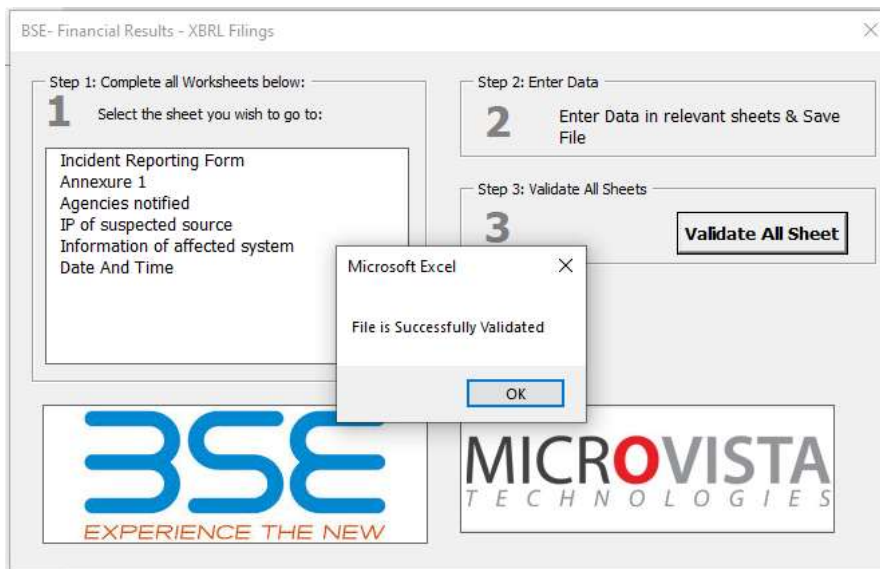 BSE- Financial Results - XBRL Filings
Step 1: Complete all Worksheets below:
1
Select the sheet you wish to go to:
Incident Reporting Form
Annexure 1
Agencies notified
IP of suspected source
Information of affected system
Date And Time
Step 2: Enter Data
2
Enter Data in relevant sheets & Save
File
Step 3: Validate All Sheets
3
Validate All Sheet
Microsoft Excel
File is Successfully Validated
OK
BSE
EXPERIENCE THE NEW
MICROVISTA
TECHNOLOGIES